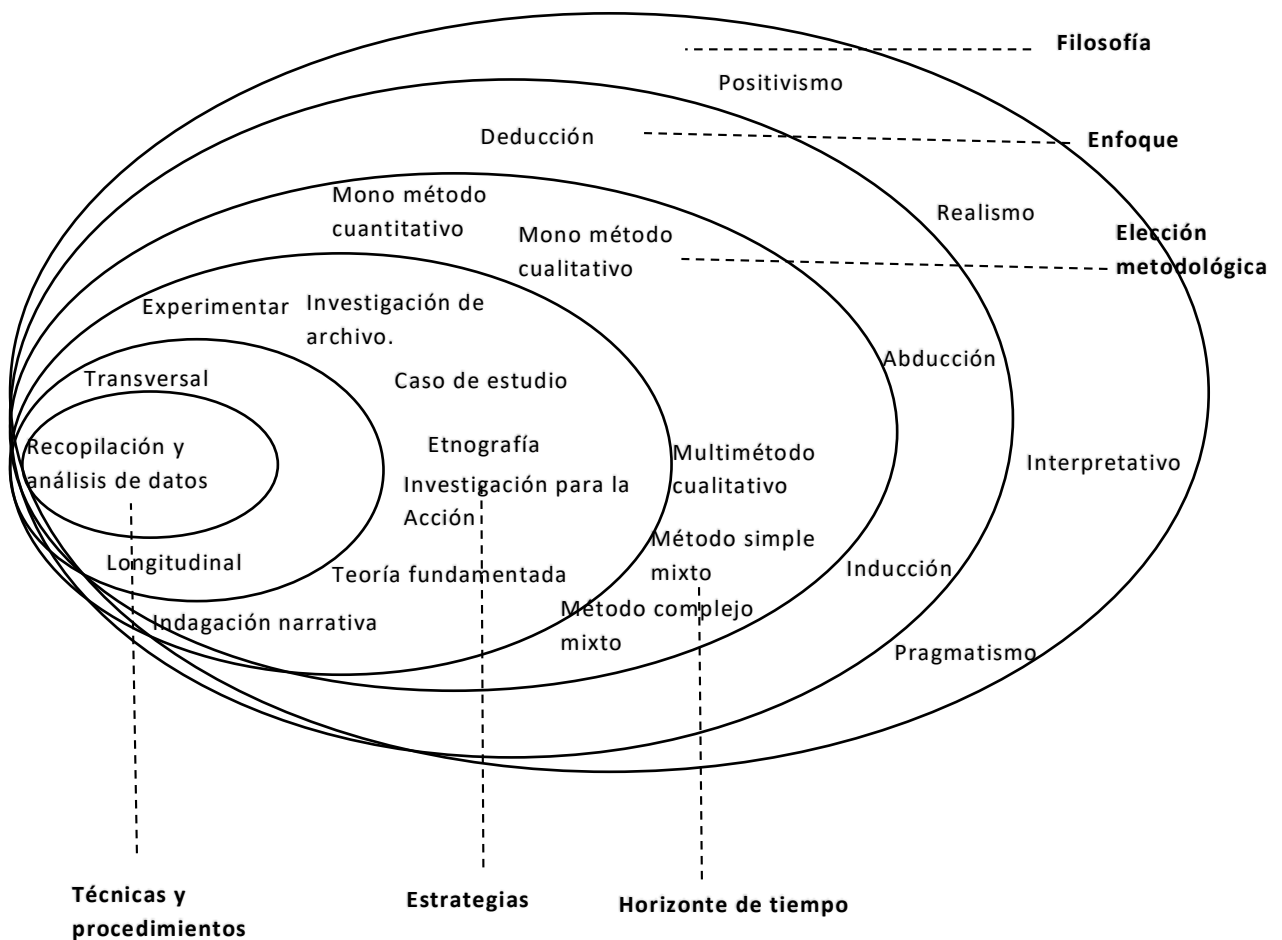 Filosofía
Positivismo
Deducción
Enfoque
Mono método
cuantitativo
Mono método
cualitativo
Realismo
Elección
metodológica
Experimentar
Investigación de
archivo.
Transversal
Caso de estudio
Abducción
Recopilación y
análisis de datos
Etnografía
Multimétodo
cualitativo
Interpretativo
Investigación para la
Acción
Método simple
mixto
Longitudinal
Teoría fundamentada
Inducción
Indagación narrativa
Método complejo
mixto
Pragmatismo
Técnicas y
procedimientos
Estrategias
Horizonte de tiempo